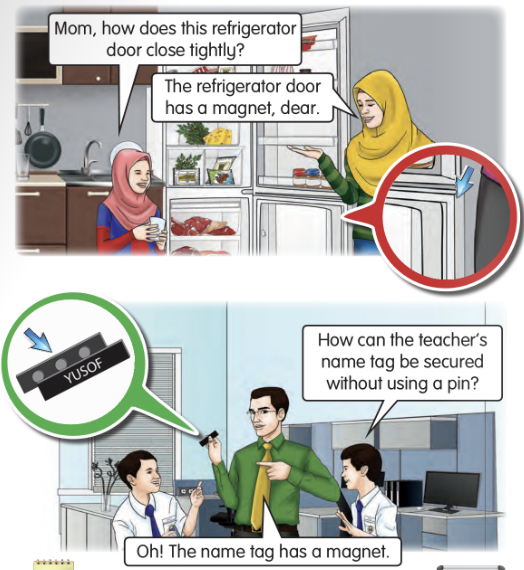 Mom, how does this refrigerator
door close tightly?
The refrigerator door
has a magnet, dear.
YUSOF
How can the teacher's
name tag be secured
without using a pin?
Oh! The name tag has a magnet.